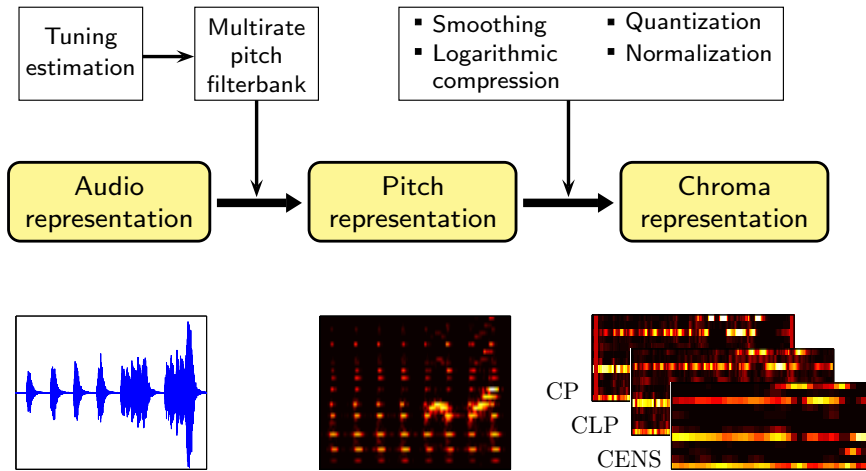 Tuning
estimation
Multirate
pitch
filterbank
▪ Smoothing
▪ Logarithmic
compression
▪ Quantization
▪ Normalization
Audio
representation
Pitch
representation
Chroma
representation
CP
CLP
CENS